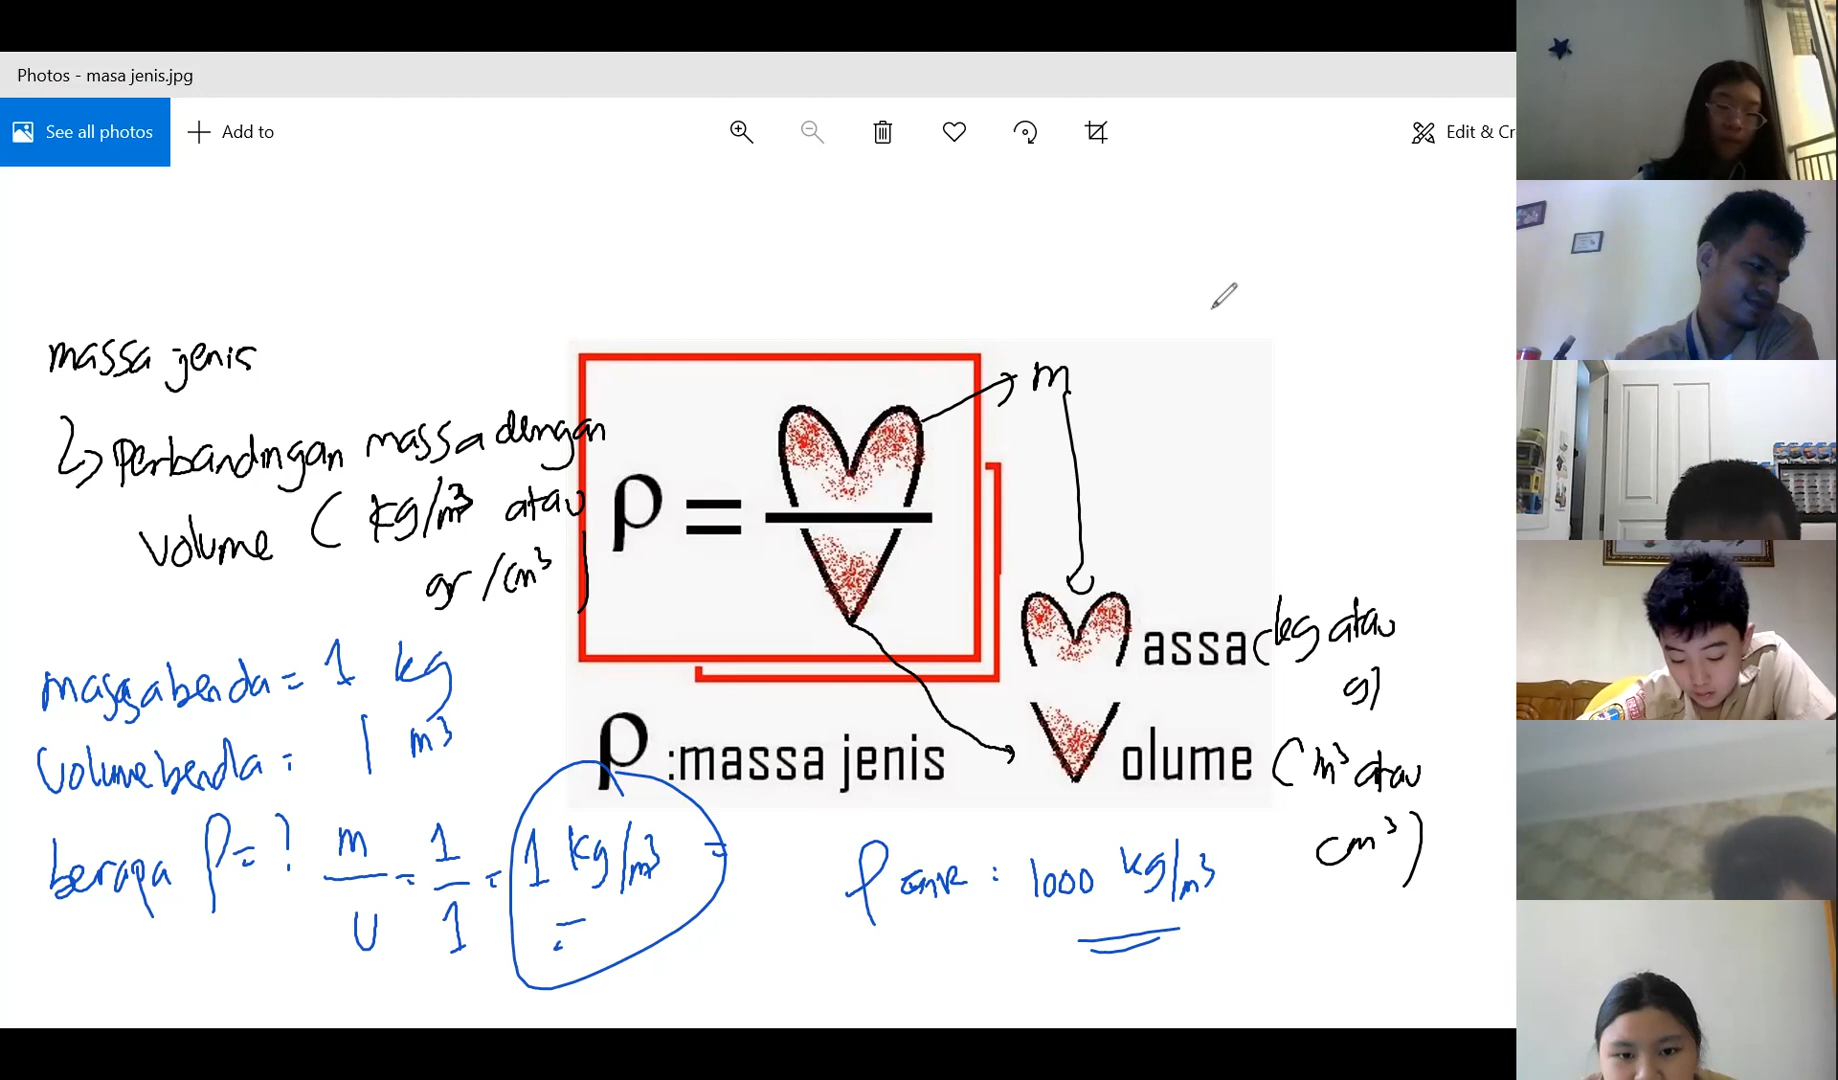 Photos - masa jenis.jpg
See all photos
Add to
Edit & Cr
massa jenis
Perbandingan massa dengan
volume ( kg/m³ atau
gr/cm³ )
ρ =
m
assa (kg atau
g)
ρ :massa jenis
olume (m³ atau
cm³)
massa benda = 1 kg
Volume benda = 1 m³
berapa ρ = ? m/v = 1/1 = 1 kg/m³ =
ρ : 1000 kg/m³